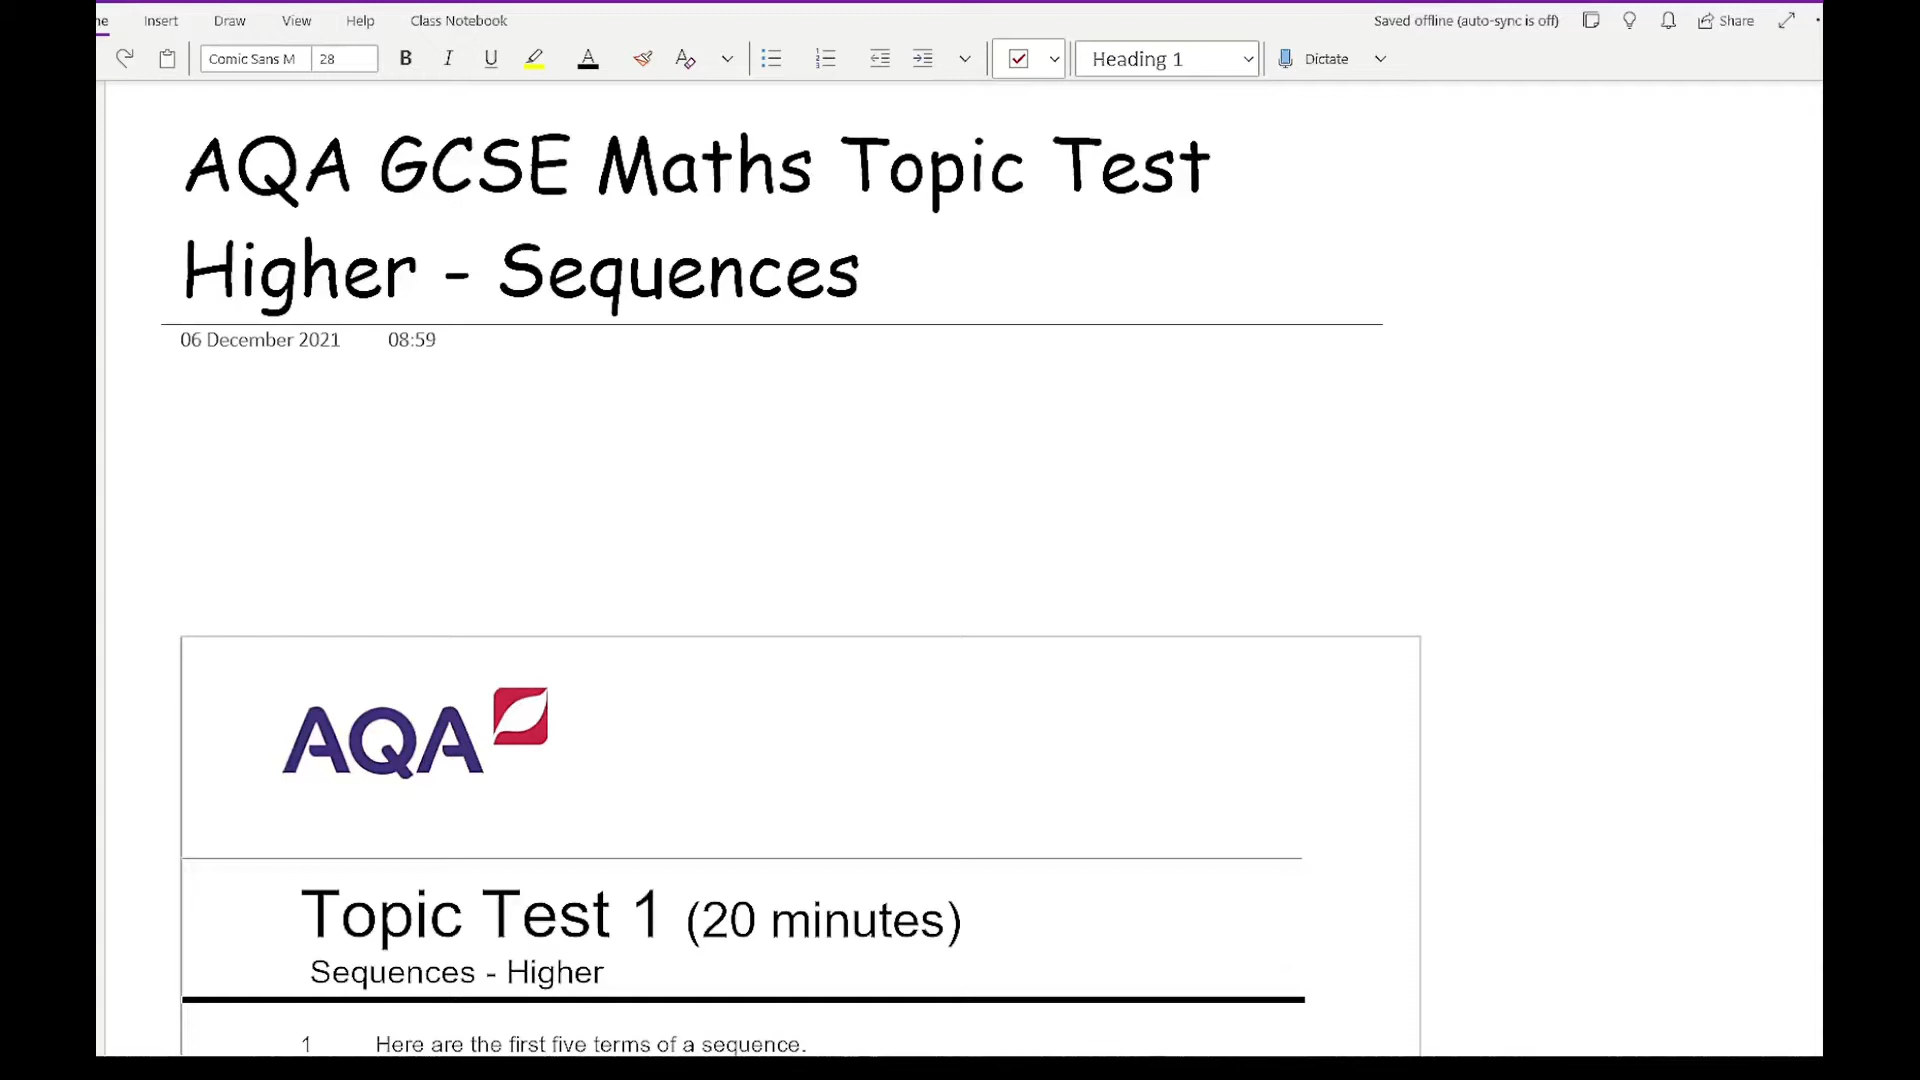 ne Insert Draw View Help Class Notebook Saved offline (auto-sync is off) Share
Comic Sans M 28 B I U A A Heading 1 Dictate
AQA GCSE Maths Topic Test
Higher - Sequences
06 December 2021 08:59
AQA
Topic Test 1 (20 minutes)
Sequences - Higher
1 Here are the first five terms of a sequence.